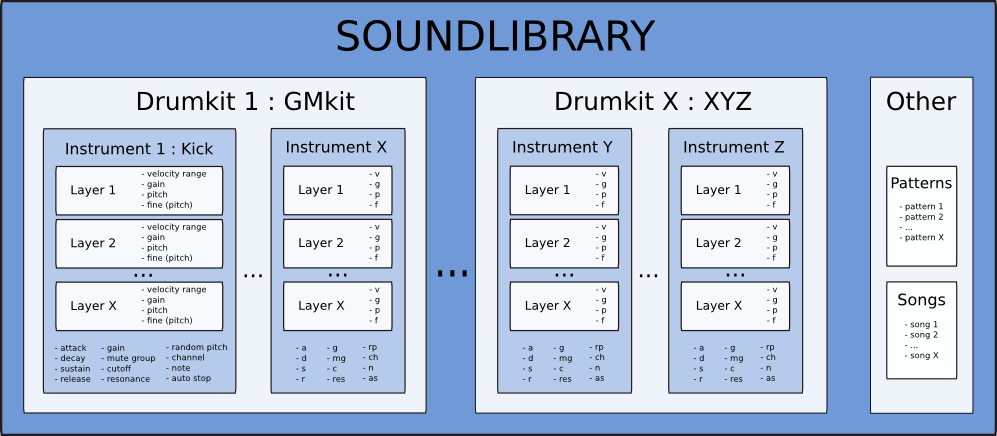 SOUNDLIBRARY
Drumkit 1 : GMkit
Instrument 1 : Kick
Layer 1
- velocity range
- gain
- pitch
- fine (pitch)
Layer 2
- velocity range
- gain
- pitch
- fine (pitch)
...
Layer X
- velocity range
- gain
- pitch
- fine (pitch)
- attack - gain - random pitch
- decay - mute group - channel
- sustain - cutoff - note
- release - resonance - auto stop
...
Instrument X
Layer 1
- v
- g
- p
- f
Layer 2
- v
- g
- p
- f
...
Layer X
- v
- g
- p
- f
- a - g - rp
- d - mg - ch
- s - c - n
- r - res - as
...
Drumkit X : XYZ
Instrument Y
Layer 1
- v
- g
- p
- f
Layer 2
- v
- g
- p
- f
...
Layer X
- v
- g
- p
- f
- a - g - rp
- d - mg - ch
- s - c - n
- r - res - as
...
Instrument Z
Layer 1
- v
- g
- p
- f
Layer 2
- v
- g
- p
- f
...
Layer X
- v
- g
- p
- f
- a - g - rp
- d - mg - ch
- s - c - n
- r - res - as
Other
Patterns
- pattern 1
- pattern 2
- ...
- pattern X
Songs
- song 1
- song 2
- ...
- song X